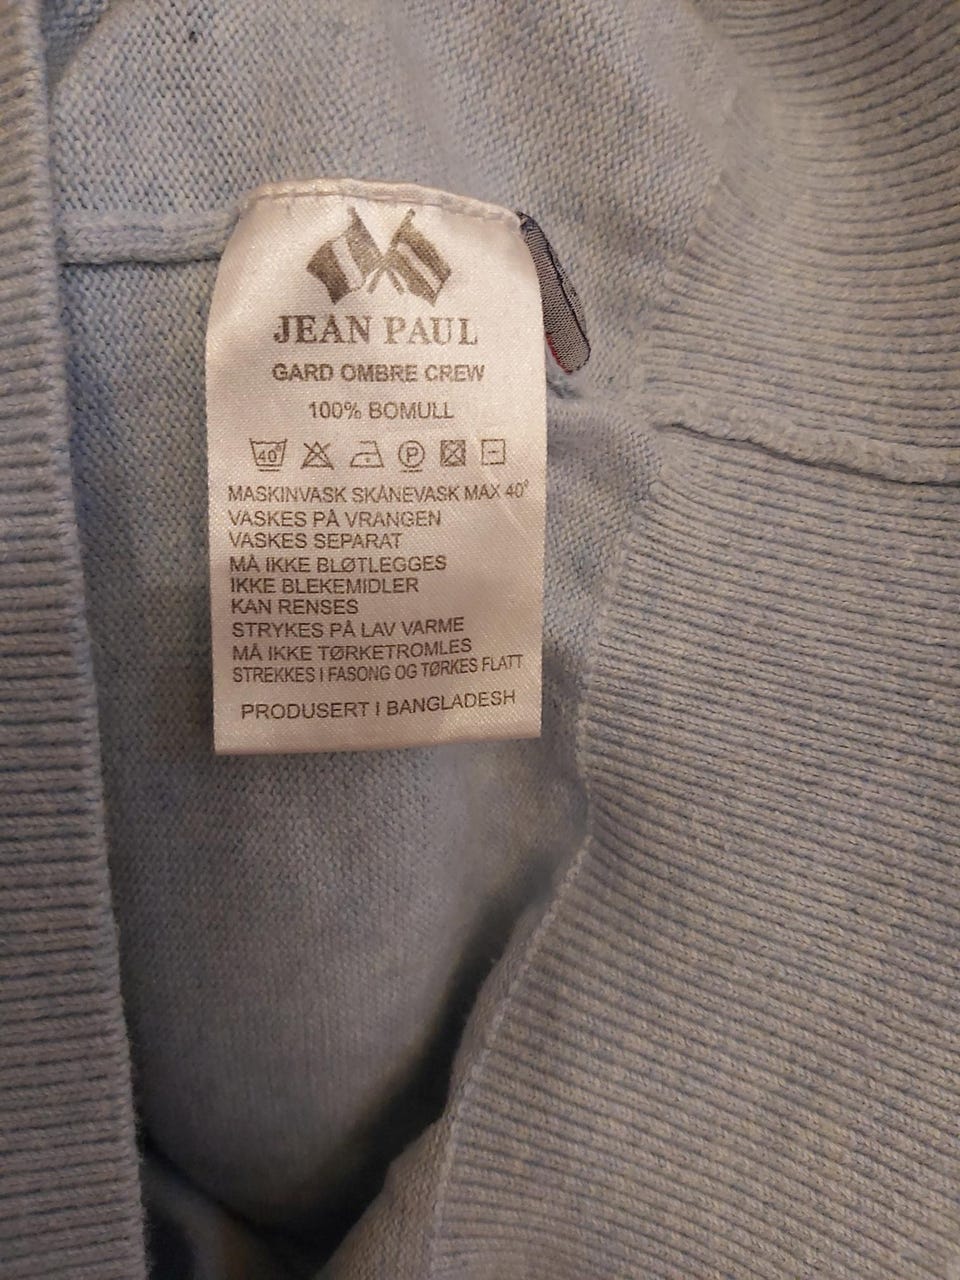 JEAN PAUL
GARD OMBRE CREW
100% BOMULL
40° P
MASKINVASK SKÅNEVASK MAX 40°
VASKES PÅ VRANGEN
VASKES SEPARAT
MÅ IKKE BLØTLEGGES
IKKE BLEKEMIDLER
KAN RENSES
STRYKES PÅ LAV VARME
MÅ IKKE TØRKETROMLES
STREKKES I FASONG OG TØRKES FLATT
PRODUSERT I BANGLADESH